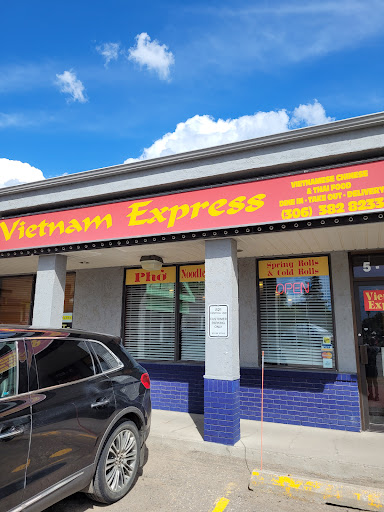 Vietnam Express
VIETNAMESE CHINESE
& THAI FOOD
DINE IN - TAKE OUT - DELIVERY
(306) 382 8233
Phở
Noodle
Spring Rolls
& Cold Rolls
OPEN
5 -